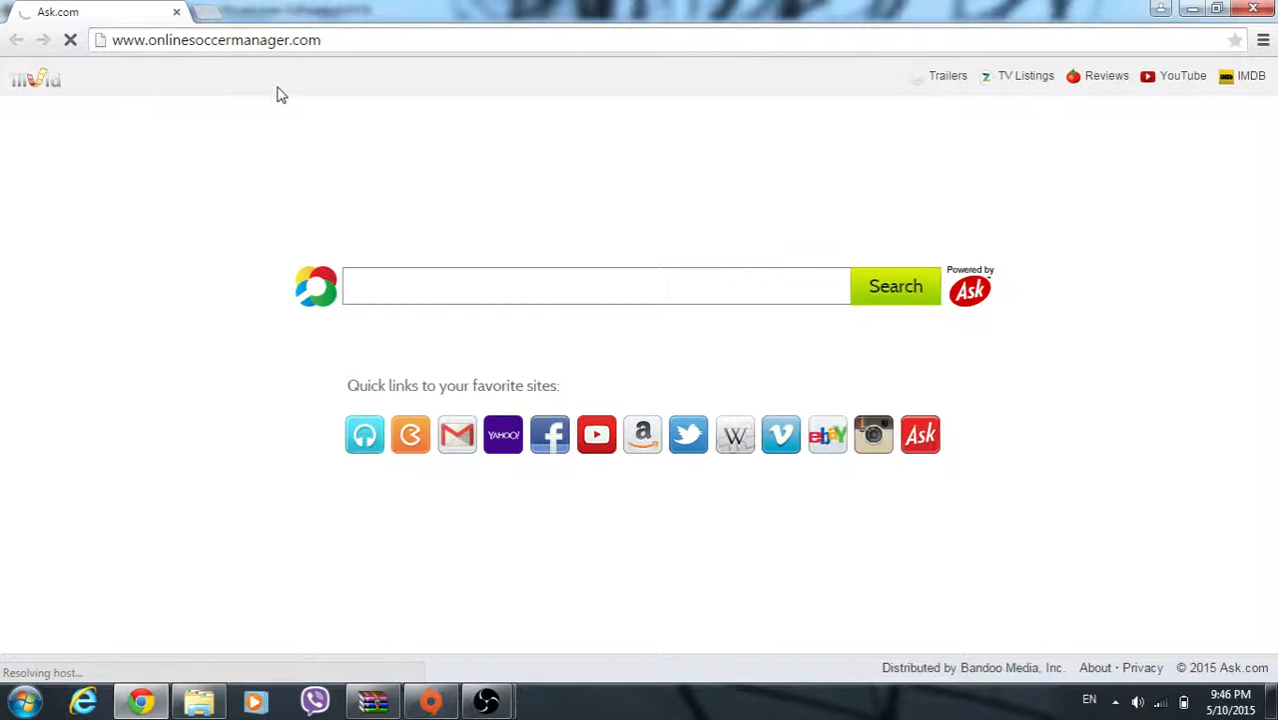 Ask.com
www.onlinesoccermanager.com
Trailers TV Listings Reviews YouTube IMDB
Search
Powered by
Ask
Quick links to your favorite sites:
YAHOO!
W
ebay
Ask
Resolving host...
Distributed by Bandoo Media, Inc. About · Privacy © 2015 Ask.com
EN
9:46 PM
5/10/2015